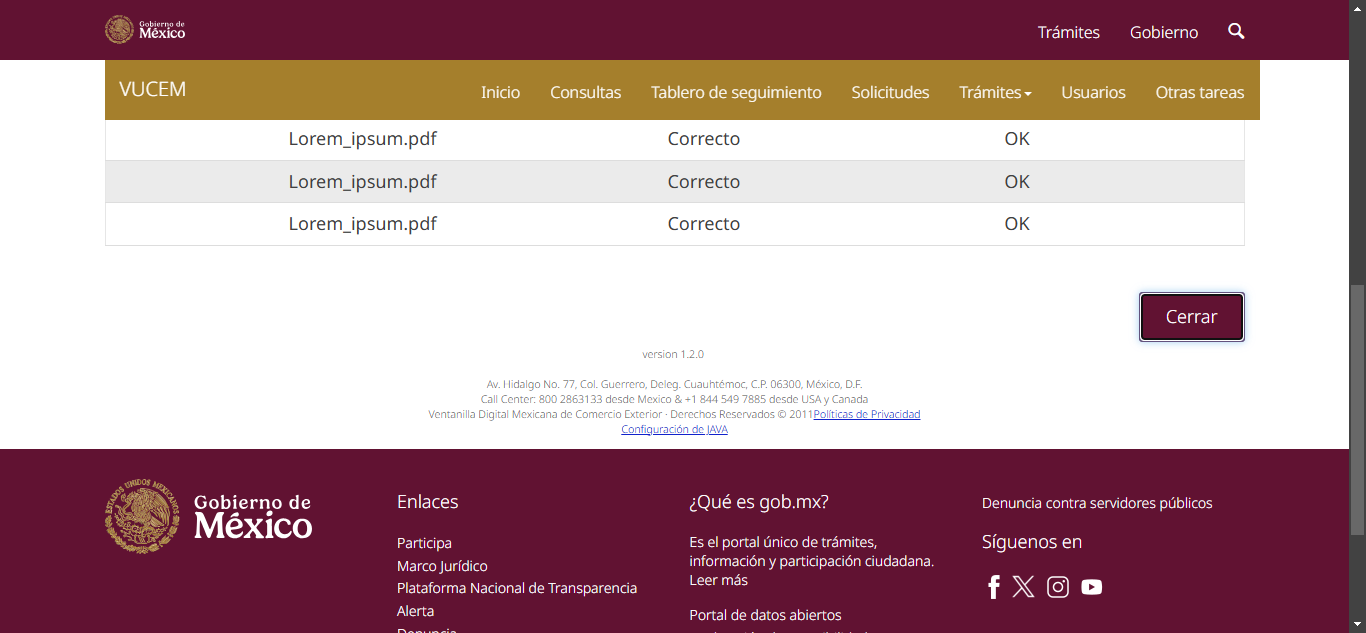 Gobierno de
México
Trámites Gobierno
VUCEM Inicio Consultas Tablero de seguimiento Solicitudes Trámites Usuarios Otras tareas
Lorem_ipsum.pdf Correcto OK
Lorem_ipsum.pdf Correcto OK
Lorem_ipsum.pdf Correcto OK
Cerrar
version 1.2.0
Av. Hidalgo No. 77, Col. Guerrero, Deleg. Cuauhtémoc, C.P. 06300, México, D.F.
Call Center: 800 2863133 desde Mexico & +1 844 549 7885 desde USA y Canada
Ventanilla Digital Mexicana de Comercio Exterior · Derechos Reservados © 2011Políticas de Privacidad
Configuración de JAVA
ESTADOS UNIDOS MEXICANOS
Gobierno de
México
Enlaces
Participa
Marco Jurídico
Plataforma Nacional de Transparencia
Alerta
Denuncia
¿Qué es gob.mx?
Es el portal único de trámites,
información y participación ciudadana.
Leer más
Portal de datos abiertos
Denuncia contra servidores públicos
Síguenos en